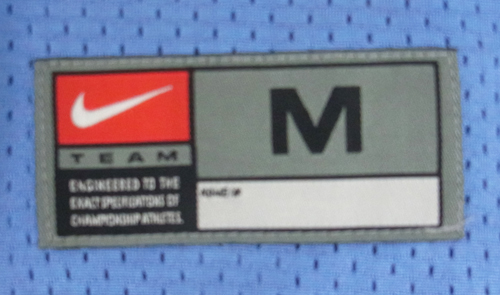 M
TEAM
ENGINEERED TO THE
EXACT SPECIFICATIONS OF
CHAMPIONSHIP ATHLETES.